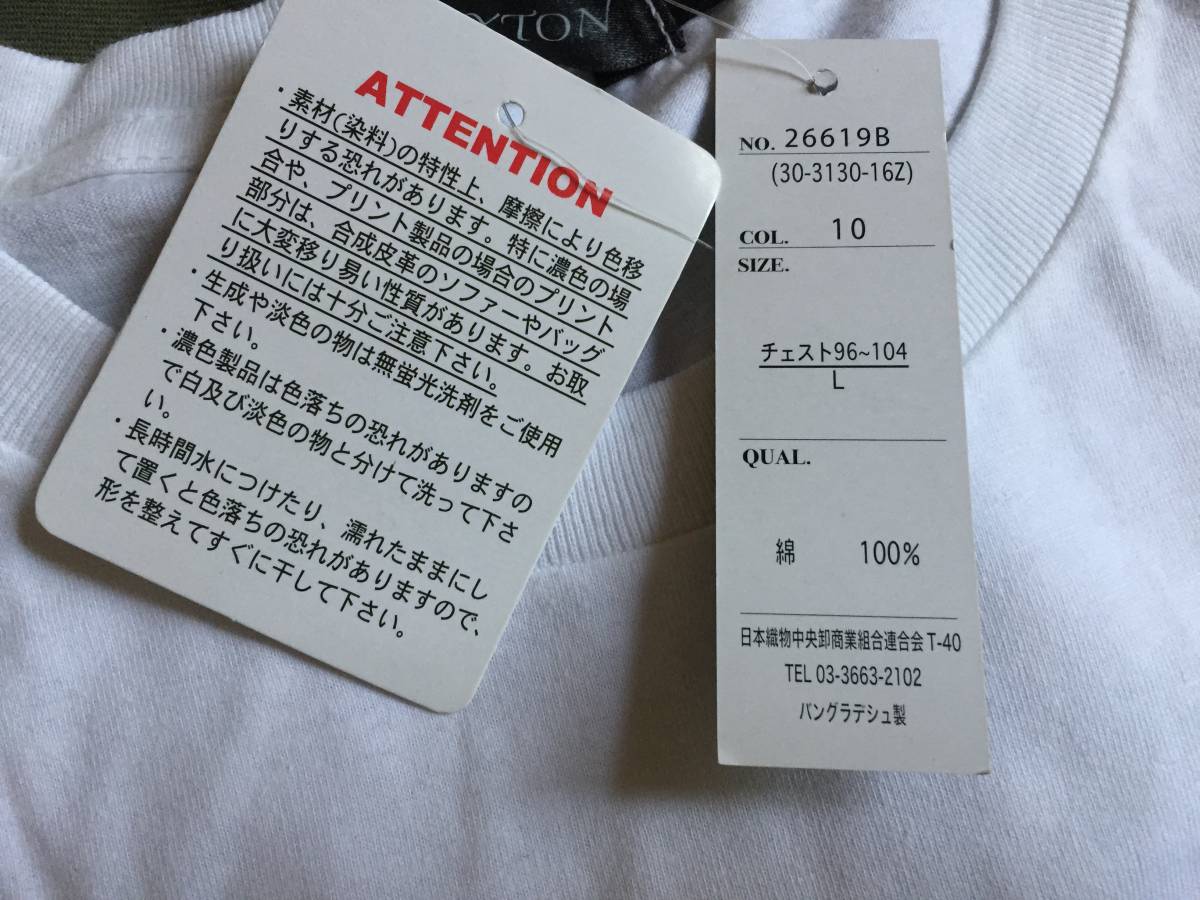 ATTENTION
・素材(染料)の特性上、摩擦により色移
りする恐れがあります。特に濃色の場
合や、プリント製品の場合のプリント
部分は、合成皮革のソファーやバッグ
に大変移り易い性質があります。お取
り扱いには十分ご注意下さい。
・生成や淡色の物は無蛍光洗剤をご使用
下さい。
・濃色製品は色落ちの恐れがありますの
で白及び淡色の物と分けて洗って下さ
い。
・長時間水につけたり、濡れたままにし
て置くと色落ちの恐れがありますので、
形を整えてすぐに干して下さい。
NO. 26619B
(30-3130-16Z)
COL. 10
SIZE.
チェスト96~104
L
QUAL.
綿 100%
日本織物中央卸商業組合連合会 T-40
TEL 03-3663-2102
バングラデシュ製